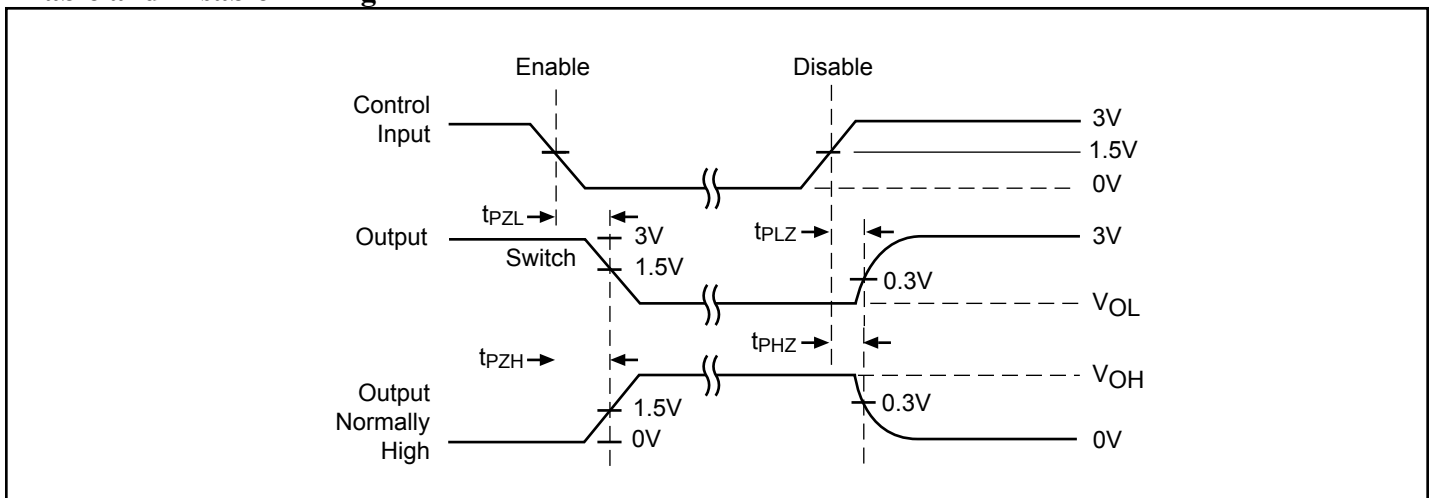 Enable
Disable
Control
Input
3V
1.5V
0V
tPZL
tPLZ
Output
3V
Switch
1.5V
3V
0.3V
VOL
tPZH
tPHZ
VOH
Output
Normally
High
1.5V
0V
0.3V
0V